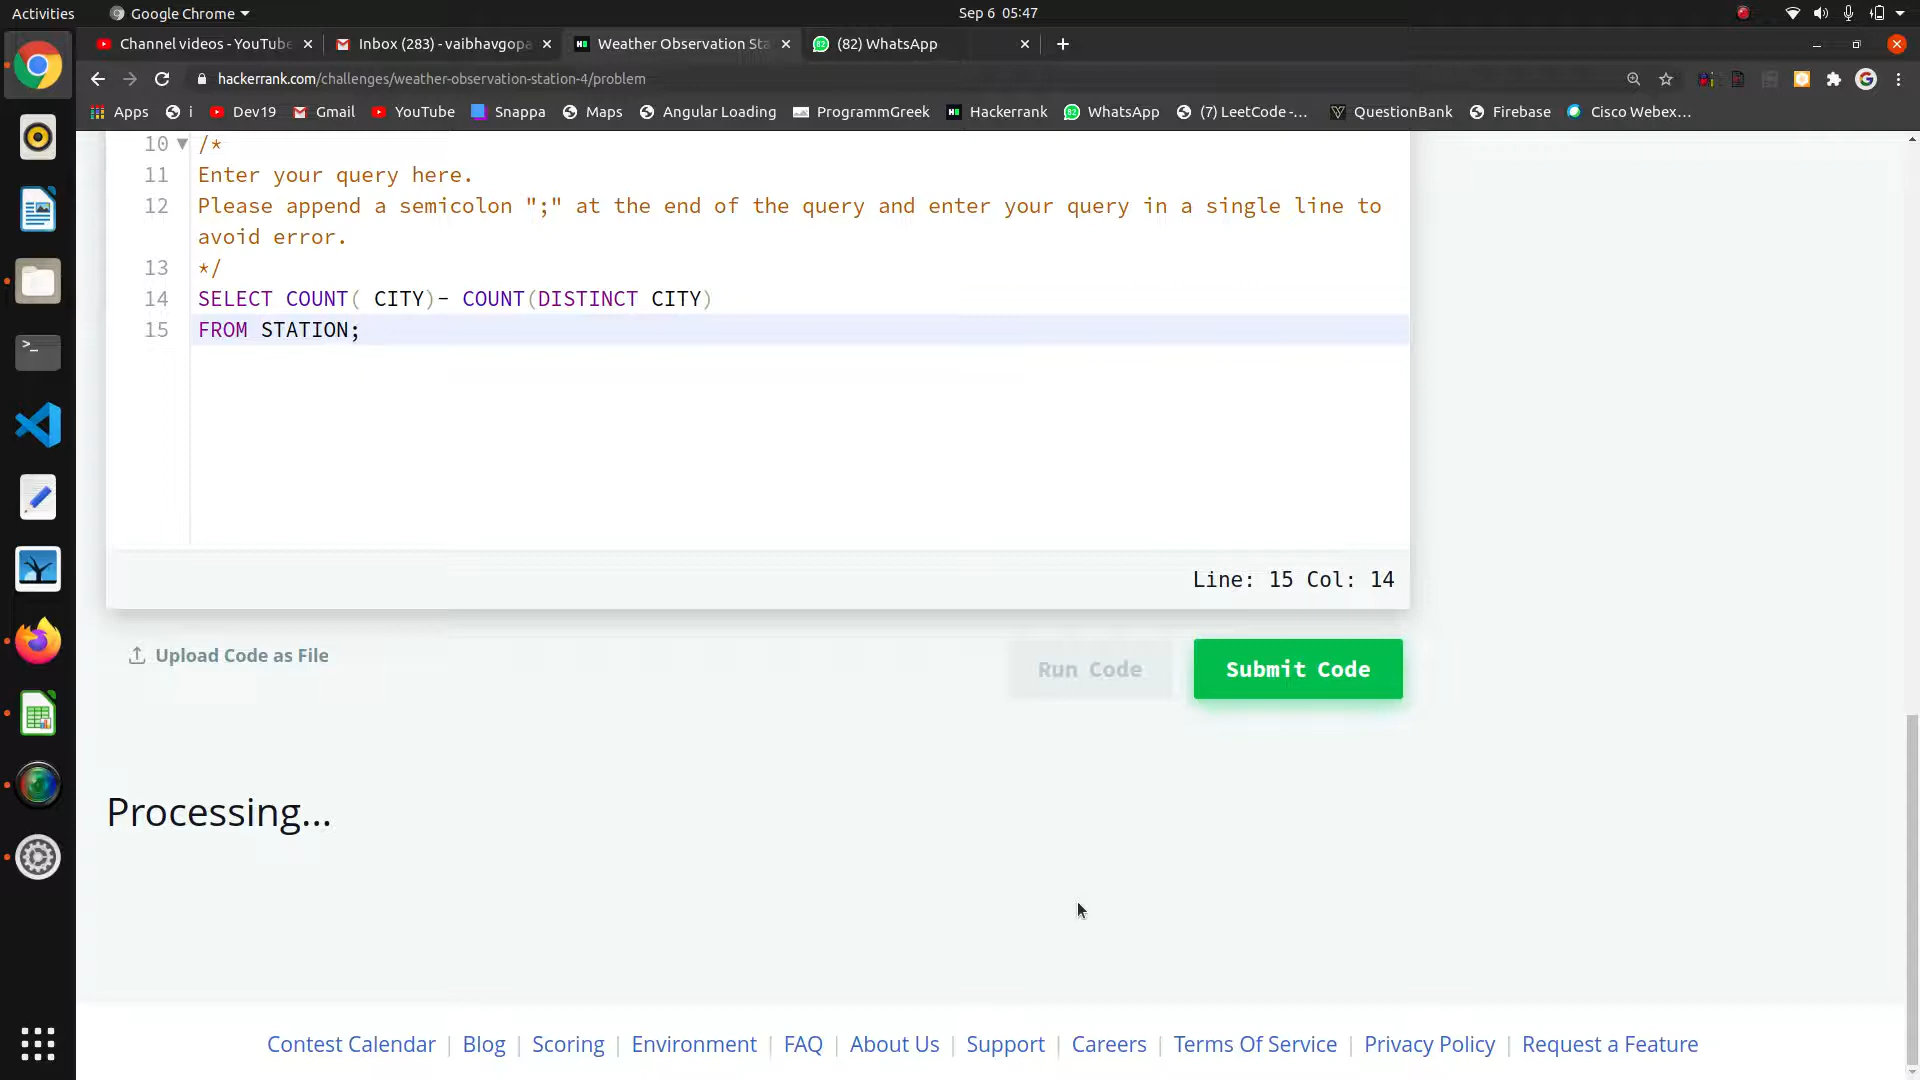 Activities
Google Chrome
Sep 6 05:47
Channel videos - YouTube
Inbox (283) - vaibhavgopa
Weather Observation Sta
(82) WhatsApp
hackerrank.com/challenges/weather-observation-station-4/problem
Apps
i
Dev19
Gmail
YouTube
Snappa
Maps
Angular Loading
ProgrammGreek
Hackerrank
WhatsApp
(7) LeetCode -...
QuestionBank
Firebase
Cisco Webex...
10 /*
11 Enter your query here.
12 Please append a semicolon ";" at the end of the query and enter your query in a single line to
avoid error.
13 */
14 SELECT COUNT( CITY)- COUNT(DISTINCT CITY)
15 FROM STATION;
Line: 15 Col: 14
Upload Code as File
Run Code
Submit Code
Processing...
Contest Calendar | Blog | Scoring | Environment | FAQ | About Us | Support | Careers | Terms Of Service | Privacy Policy | Request a Feature